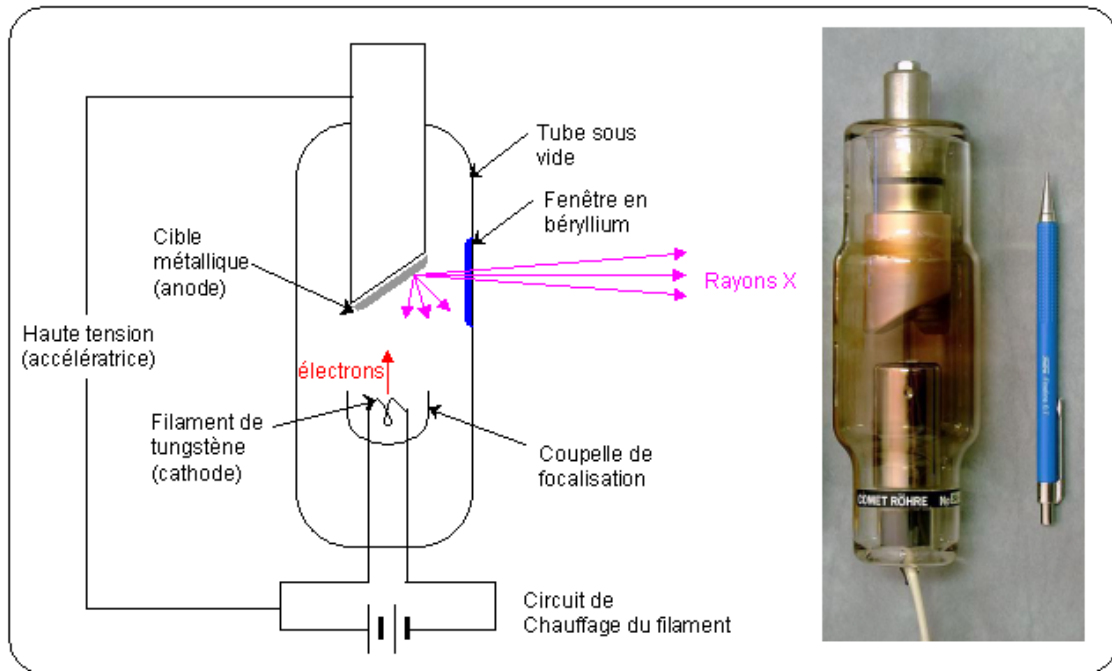 Tube sous
vide
Fenêtre en
béryllium
Cible
métallique
(anode)
Rayons X
Haute tension
(accélératrice)
électrons
Filament de
tungstène
(cathode)
Coupelle de
focalisation
Circuit de
Chauffage du filament
COMET RÖHRE No